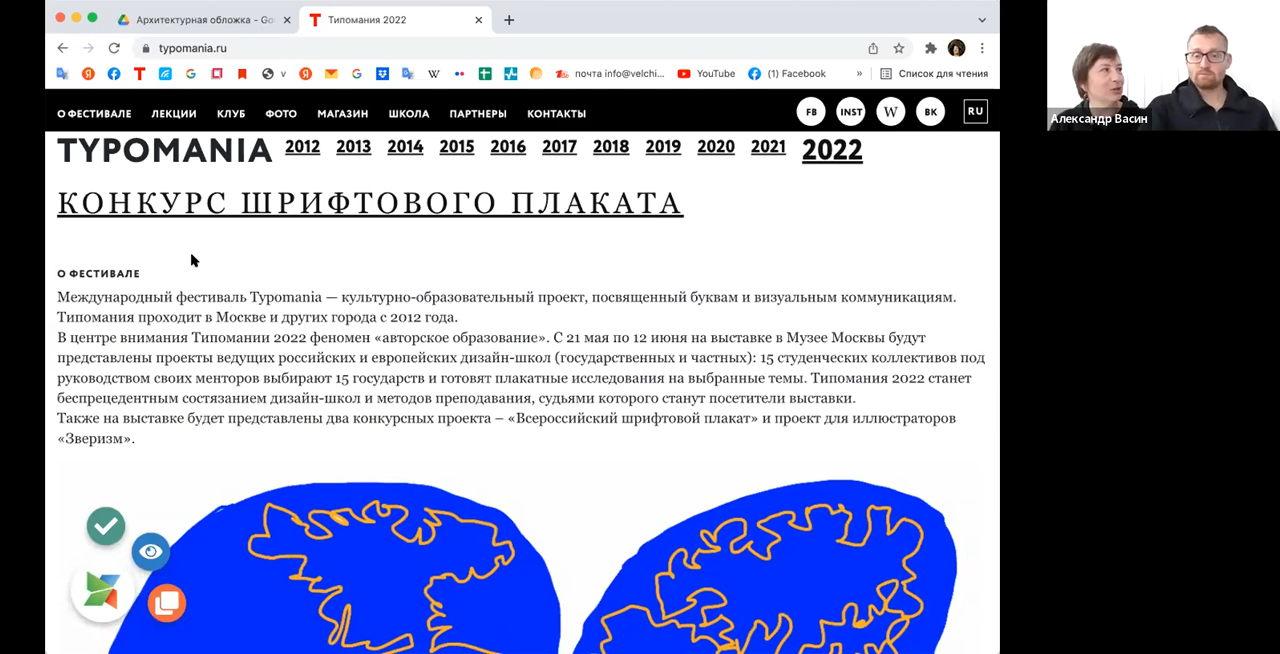 Архитектурная обложка - Go
Типомания 2022
typomania.ru
почта info@velchi...
YouTube
(1) Facebook
»
Список для чтения
О ФЕСТИВАЛЕ ЛЕКЦИИ КЛУБ ФОТО МАГАЗИН ШКОЛА ПАРТНЕРЫ КОНТАКТЫ
FB INST W ВК RU
TYPOMANIA 2012 2013 2014 2015 2016 2017 2018 2019 2020 2021 2022
КОНКУРС ШРИФТОВОГО ПЛАКАТА
О ФЕСТИВАЛЕ
Международный фестиваль Typomania — культурно-образовательный проект, посвященный буквам и визуальным коммуникациям.
Типомания проходит в Москве и других города с 2012 года.
В центре внимания Типомании 2022 феномен «авторское образование». С 21 мая по 12 июня на выставке в Музее Москвы будут
представлены проекты ведущих российских и европейских дизайн-школ (государственных и частных): 15 студенческих коллективов под
руководством своих менторов выбирают 15 государств и готовят плакатные исследования на выбранные темы. Типомания 2022 станет
беспрецедентным состязанием дизайн-школ и методов преподавания, судьями которого станут посетители выставки.
Также на выставке будет представлены два конкурсных проекта – «Всероссийский шрифтовой плакат» и проект для иллюстраторов
«Зверизм».
Александр Васин